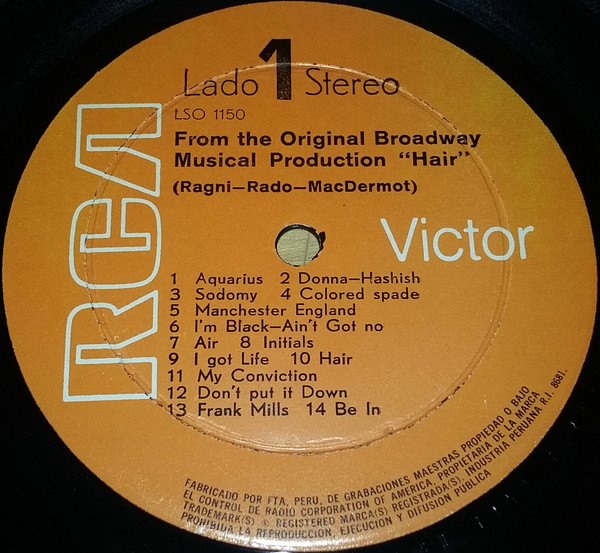 Lado 1 Stereo
LSO 1150
From the Original Broadway
Musical Production "Hair"
(Ragni—Rado—MacDermot)
RCA
Victor
1 Aquarius 2 Donna—Hashish
3 Sodomy 4 Colored spade
5 Manchester England
6 I'm Black—Ain't Got no
7 Air 8 Initials
9 I got Life 10 Hair
11 My Conviction
12 Don't put it Down
13 Frank Mills 14 Be In
FABRICADO POR FTA, PERU, DE GRABACIONES MAESTRAS PROPIEDAD O BAJO
EL CONTROL DE RADIO CORPORATION OF AMERICA, PROPIETARIA DE LA MARCA
TRADEMARK(S) ® REGISTERED MARCA(S) REGISTRADA(S) INDUSTRIA PERUANA R.I. 8681.
PROHIBIDA LA REPRODUCCION, EJECUCION Y DIFUSION PUBLICA